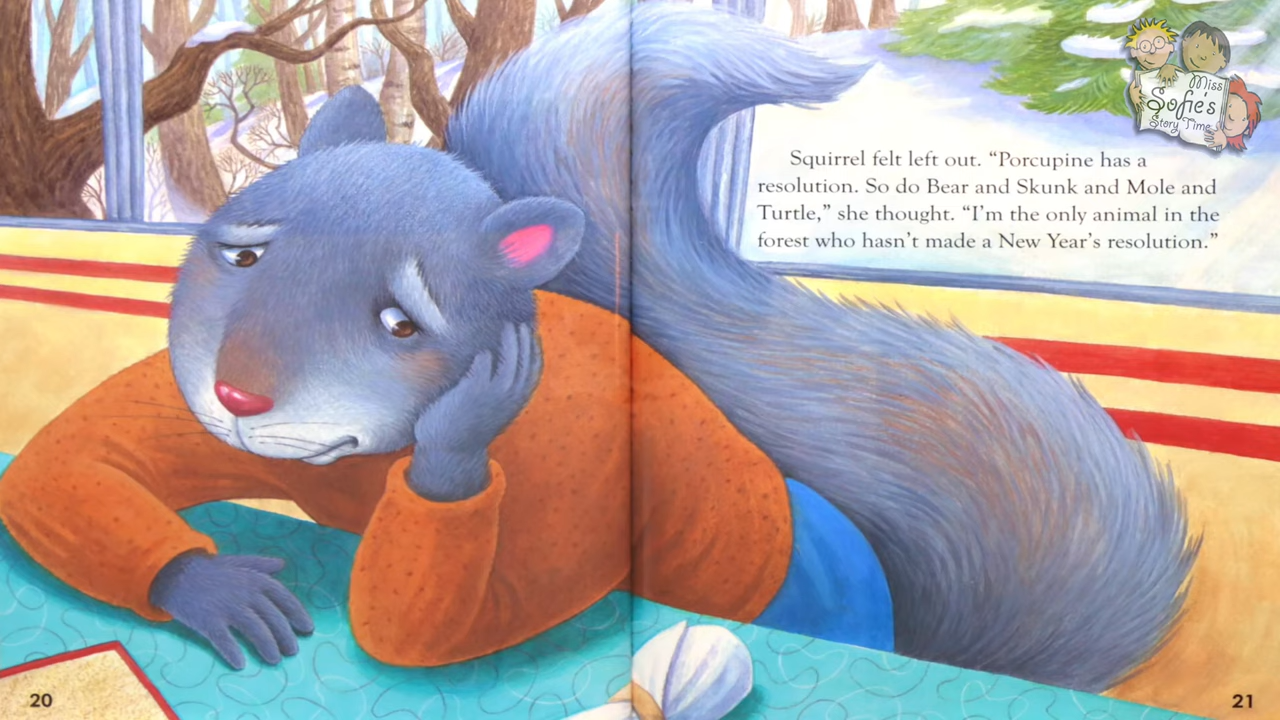 Miss
Sofie's
Story Time
Squirrel felt left out. “Porcupine has a
resolution. So do Bear and Skunk and Mole and
Turtle,” she thought. “I’m the only animal in the
forest who hasn’t made a New Year’s resolution.”
20
21